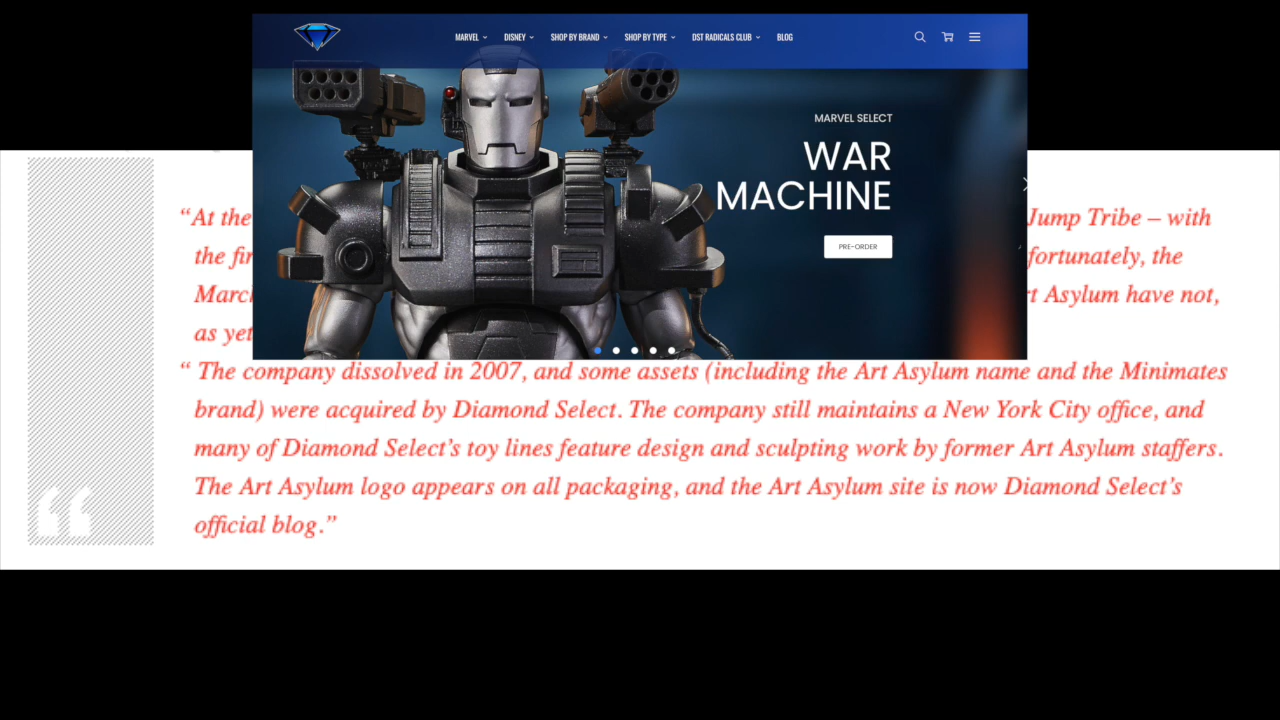 MARVEL DISNEY SHOP BY BRAND SHOP BY TYPE DST RADICALS CLUB BLOG
MARVEL SELECT
WAR
MACHINE
PRE-ORDER
“At the
Jump Tribe – with
the fir
fortunately, the
March
rt Asylum have not,
as yet
“ The company dissolved in 2007, and some assets (including the Art Asylum name and the Minimates
brand) were acquired by Diamond Select. The company still maintains a New York City office, and
many of Diamond Select’s toy lines feature design and sculpting work by former Art Asylum staffers.
The Art Asylum logo appears on all packaging, and the Art Asylum site is now Diamond Select’s
official blog.”